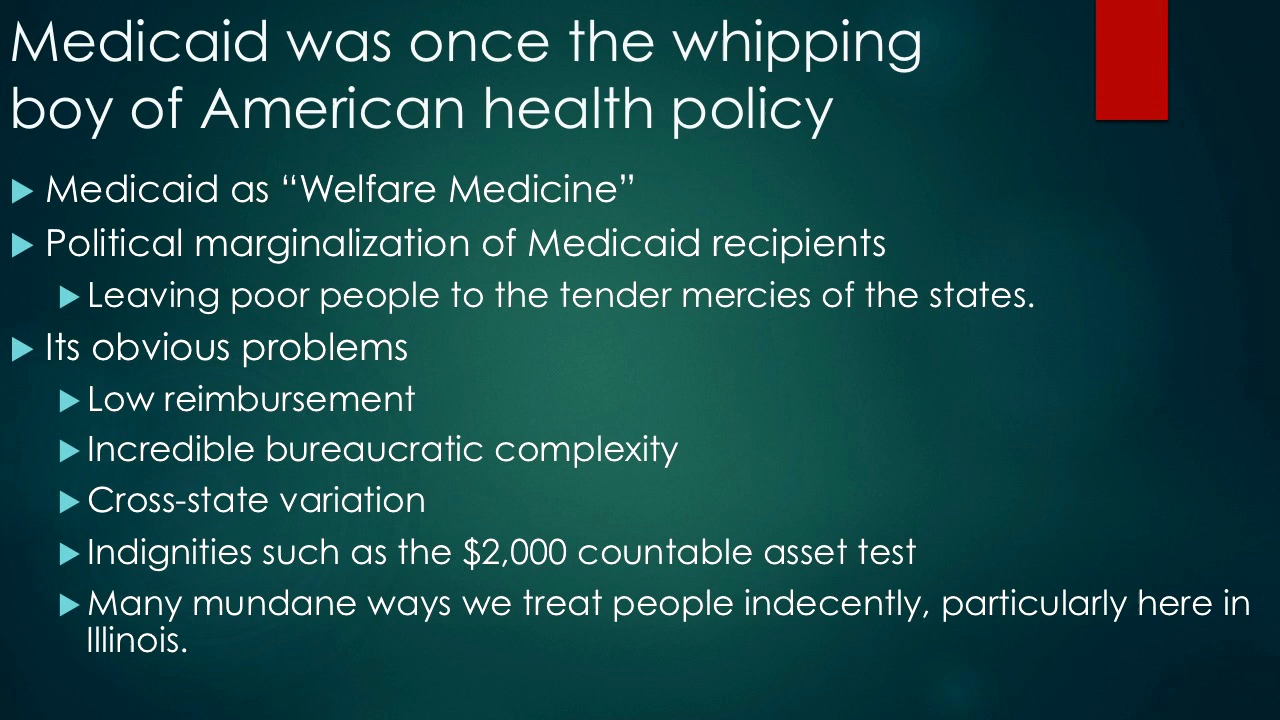 Medicaid was once the whipping
boy of American health policy
Medicaid as “Welfare Medicine”
Political marginalization of Medicaid recipients
Leaving poor people to the tender mercies of the states.
Its obvious problems
Low reimbursement
Incredible bureaucratic complexity
Cross-state variation
Indignities such as the $2,000 countable asset test
Many mundane ways we treat people indecently, particularly here in
Illinois.